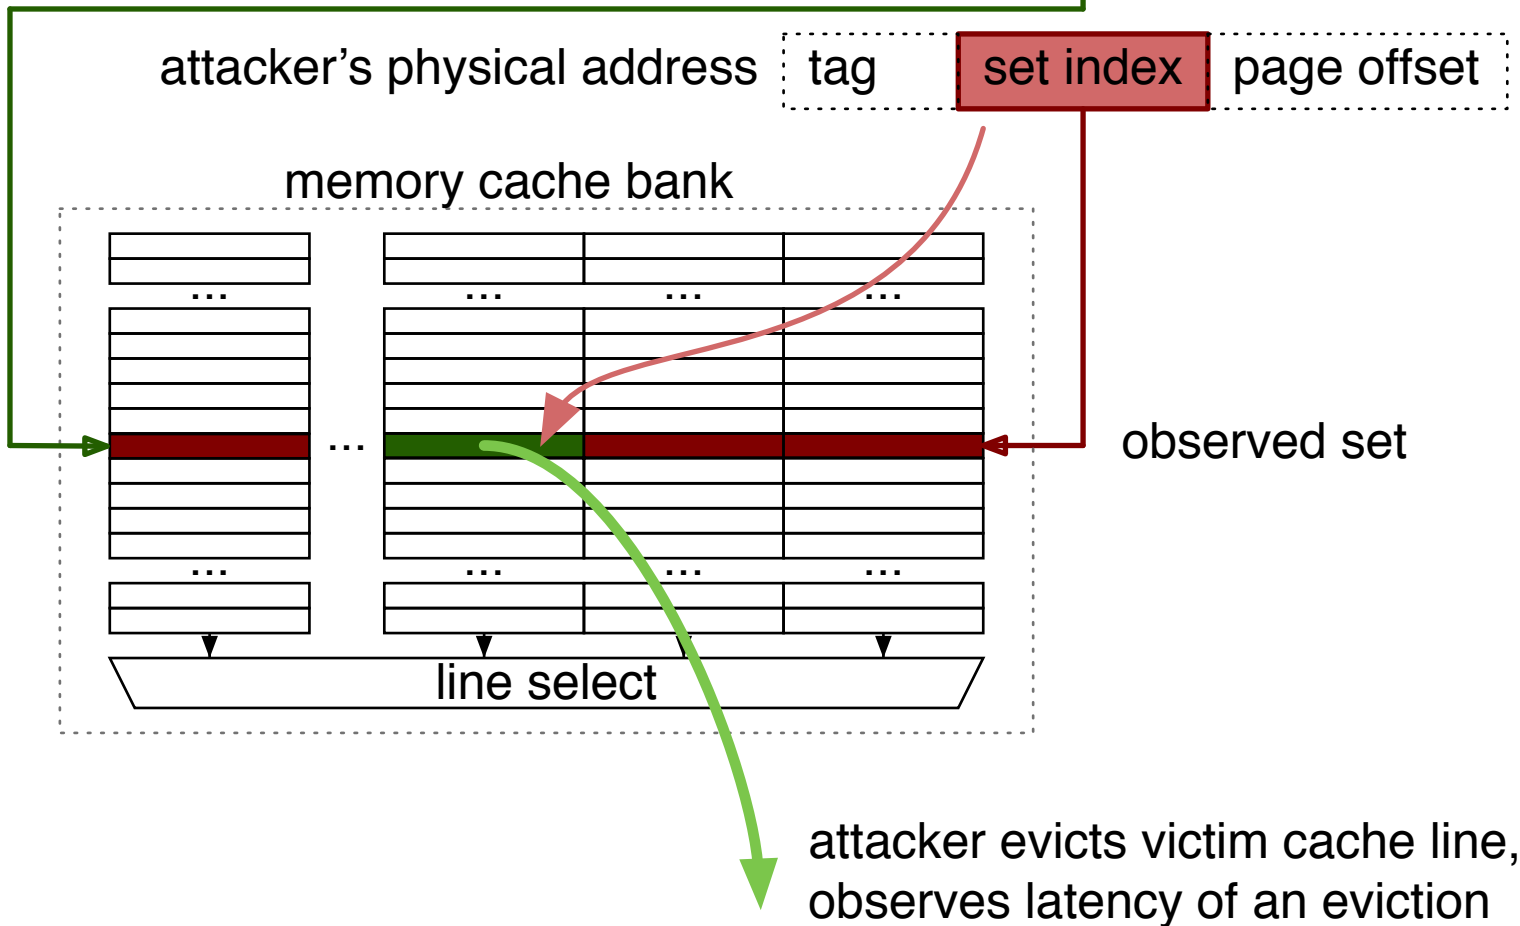 attacker's physical address tag set index page offset
memory cache bank
... ... ... ...
... observed set
... ... ... ...
line select
attacker evicts victim cache line,
observes latency of an eviction